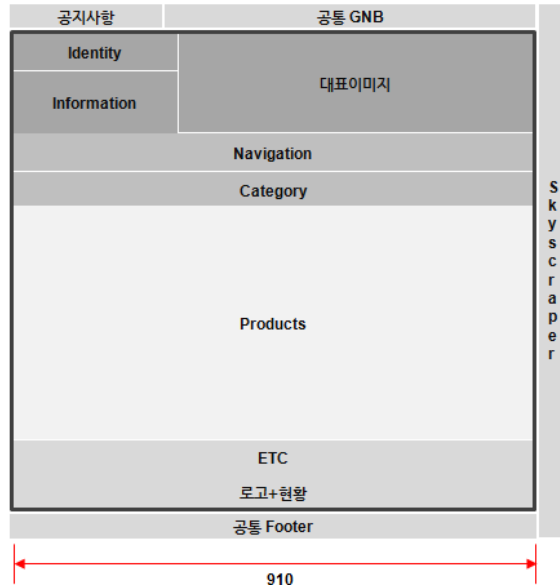 공지사항
공통 GNB
Identity
대표이미지
Information
Navigation
Category
Skyscraper
Products
ETC
로고+현황
공통 Footer
910